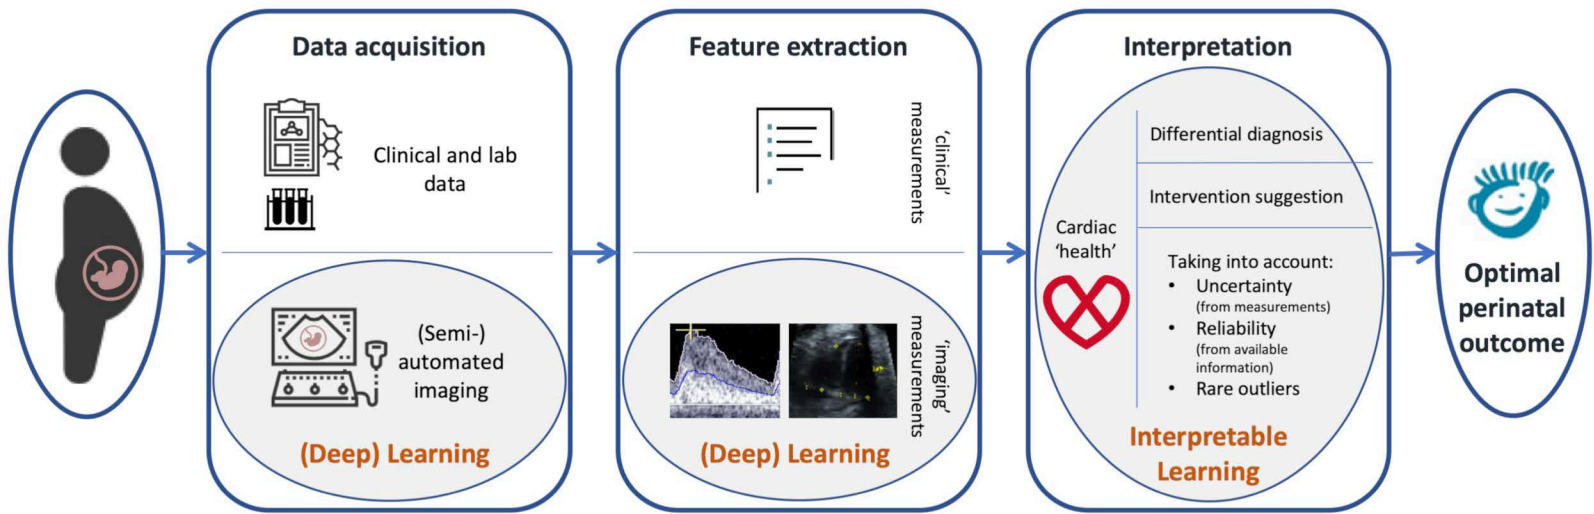 Data acquisition
Clinical and lab
data
(Semi-)
automated
imaging
(Deep) Learning
Feature extraction
'clinical'
measurements
'imaging'
measurements
(Deep) Learning
Interpretation
Cardiac
'health'
Differential diagnosis
Intervention suggestion
Taking into account:
• Uncertainty
(from measurements)
• Reliability
(from available
information)
• Rare outliers
Interpretable
Learning
Optimal
perinatal
outcome